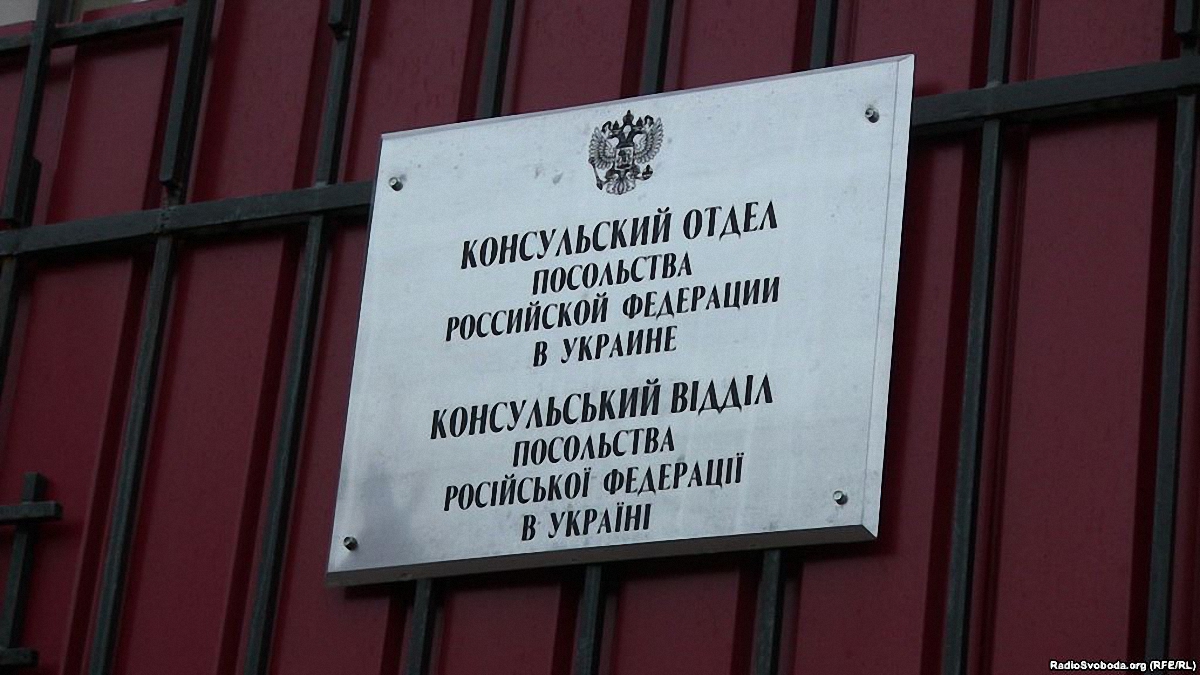 КОНСУЛЬСКИЙ ОТДЕЛ
ПОСОЛЬСТВА
РОССИЙСКОЙ ФЕДЕРАЦИИ
В УКРАИНЕ
КОНСУЛЬСЬКИЙ ВІДДІЛ
ПОСОЛЬСТВА
РОСІЙСЬКОЇ ФЕДЕРАЦІЇ
В УКРАЇНІ
RadioSvoboda.org (RFE/RL)